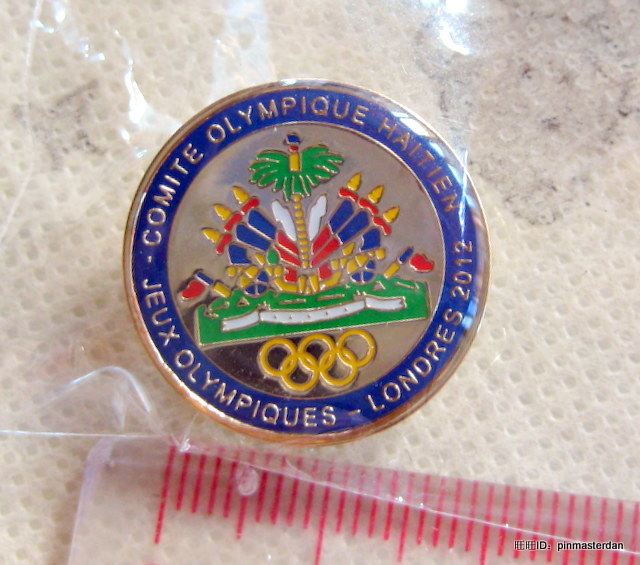 - COMITE OLYMPIQUE HAITIEN
JEUX OLYMPIQUES - LONDRES 2012
旺旺ID: pinmasterdan